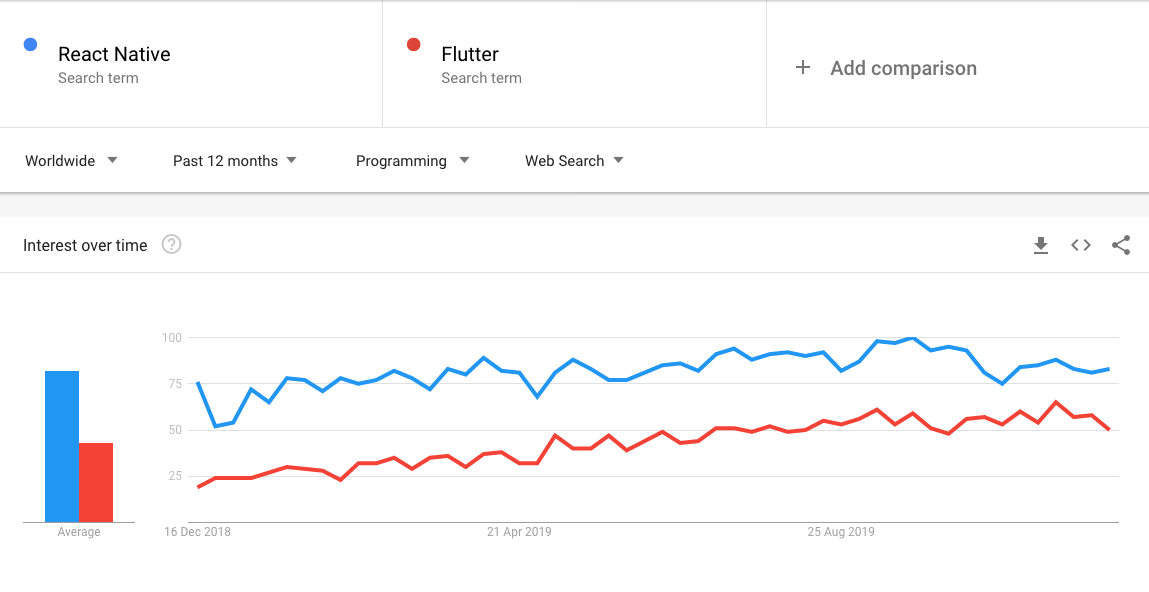 React Native
Search term
Flutter
Search term
+ Add comparison
Worldwide
Past 12 months
Programming
Web Search
Interest over time ?
100
75
50
25
Average
16 Dec 2018
21 Apr 2019
25 Aug 2019